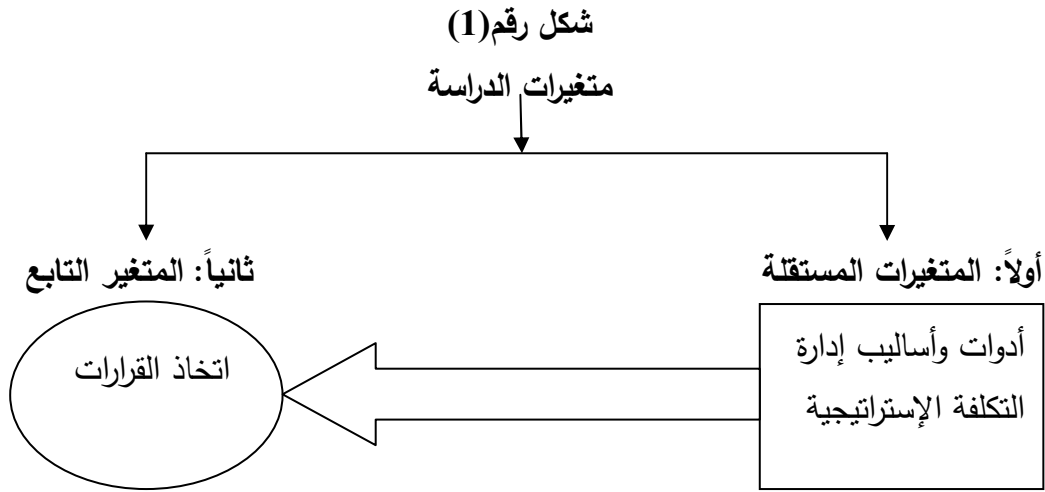 شكل رقم(1)
متغيرات الدراسة
أولاً: المتغيرات المستقلة
ثانياً: المتغير التابع
أدوات وأساليب إدارة
التكلفة الإستراتيجية
اتخاذ القرارات